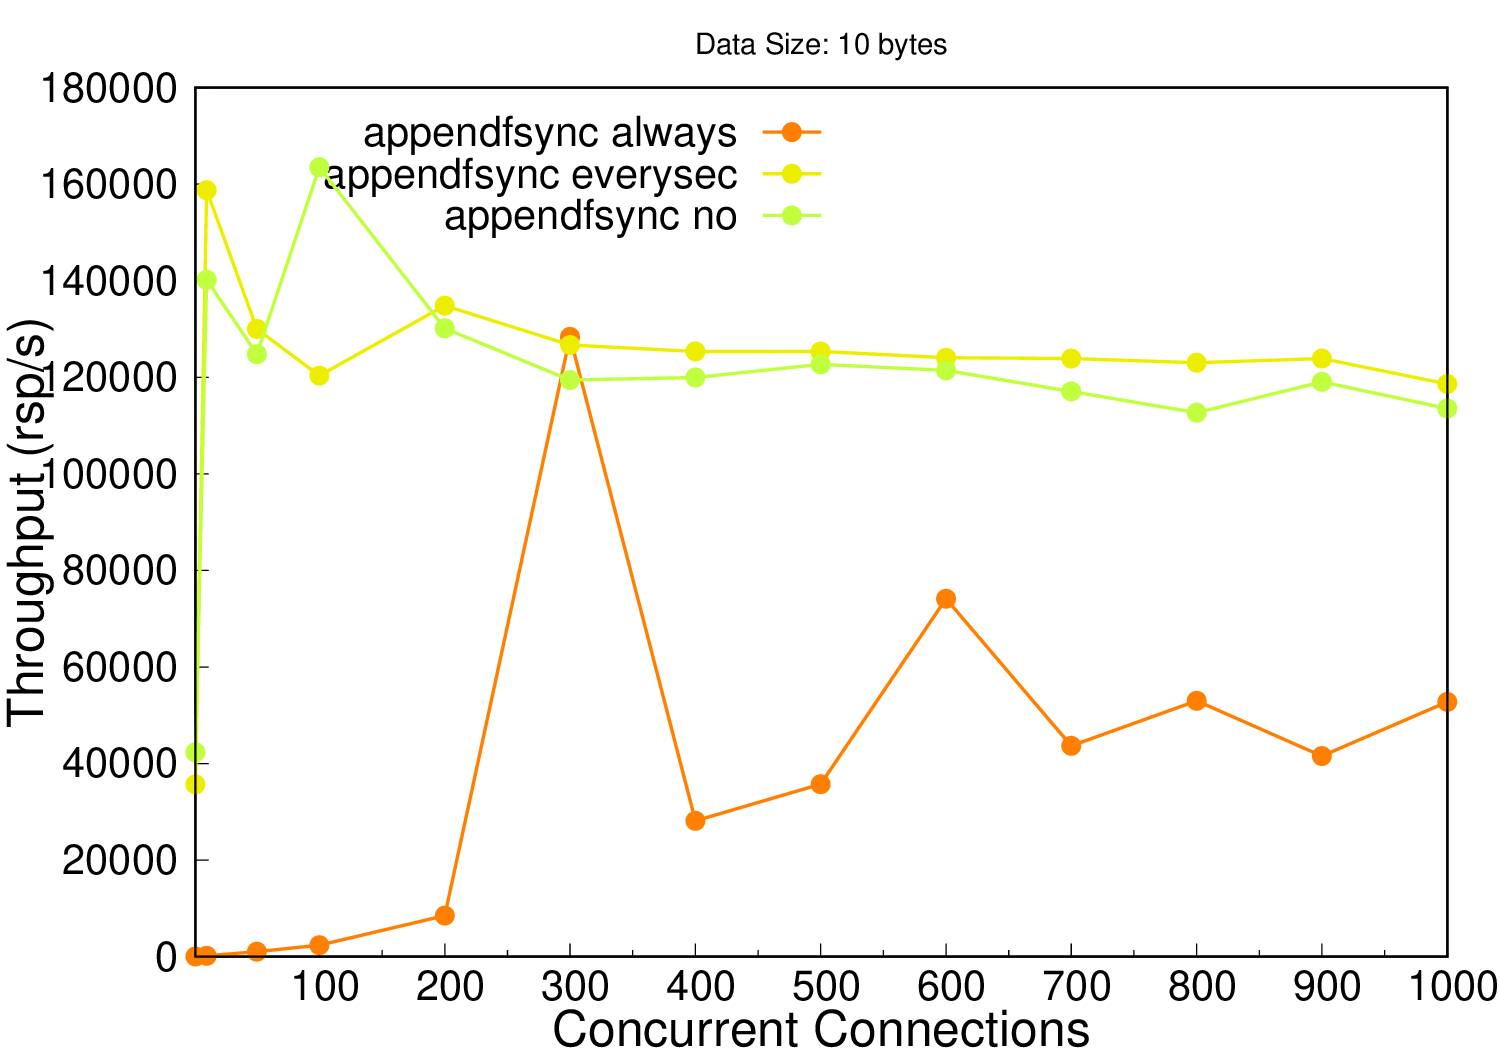 Data Size: 10 bytes
180000
160000
140000
120000
100000
80000
60000
40000
20000
0
Throughput (rsp/s)
appendfsync always
appendfsync everysec
appendfsync no
100 200 300 400 500 600 700 800 900 1000
Concurrent Connections